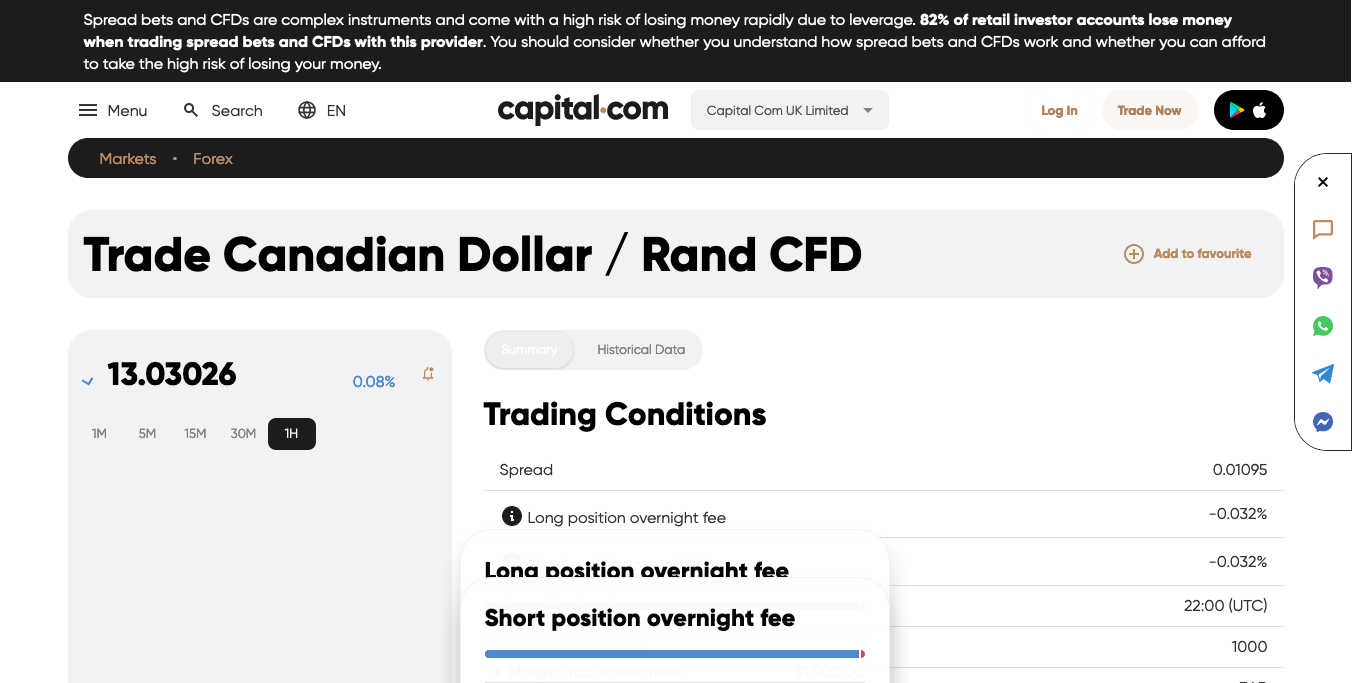 Spread bets and CFDs are complex instruments and come with a high risk of losing money rapidly due to leverage. 82% of retail investor accounts lose money
when trading spread bets and CFDs with this provider. You should consider whether you understand how spread bets and CFDs work and whether you can afford
to take the high risk of losing your money.
Menu Search EN capital.com Capital Com UK Limited Log In Trade Now
Markets • Forex
Trade Canadian Dollar / Rand CFD Add to favourite
13.03026 0.08%
1M 5M 15M 30M 1H
Summary Historical Data
Trading Conditions
Spread 0.01095
Long position overnight fee -0.032%
-0.032%
Long position overnight fee
22:00 (UTC)
Short position overnight fee
1000
Margin. Your investment $1,000.00